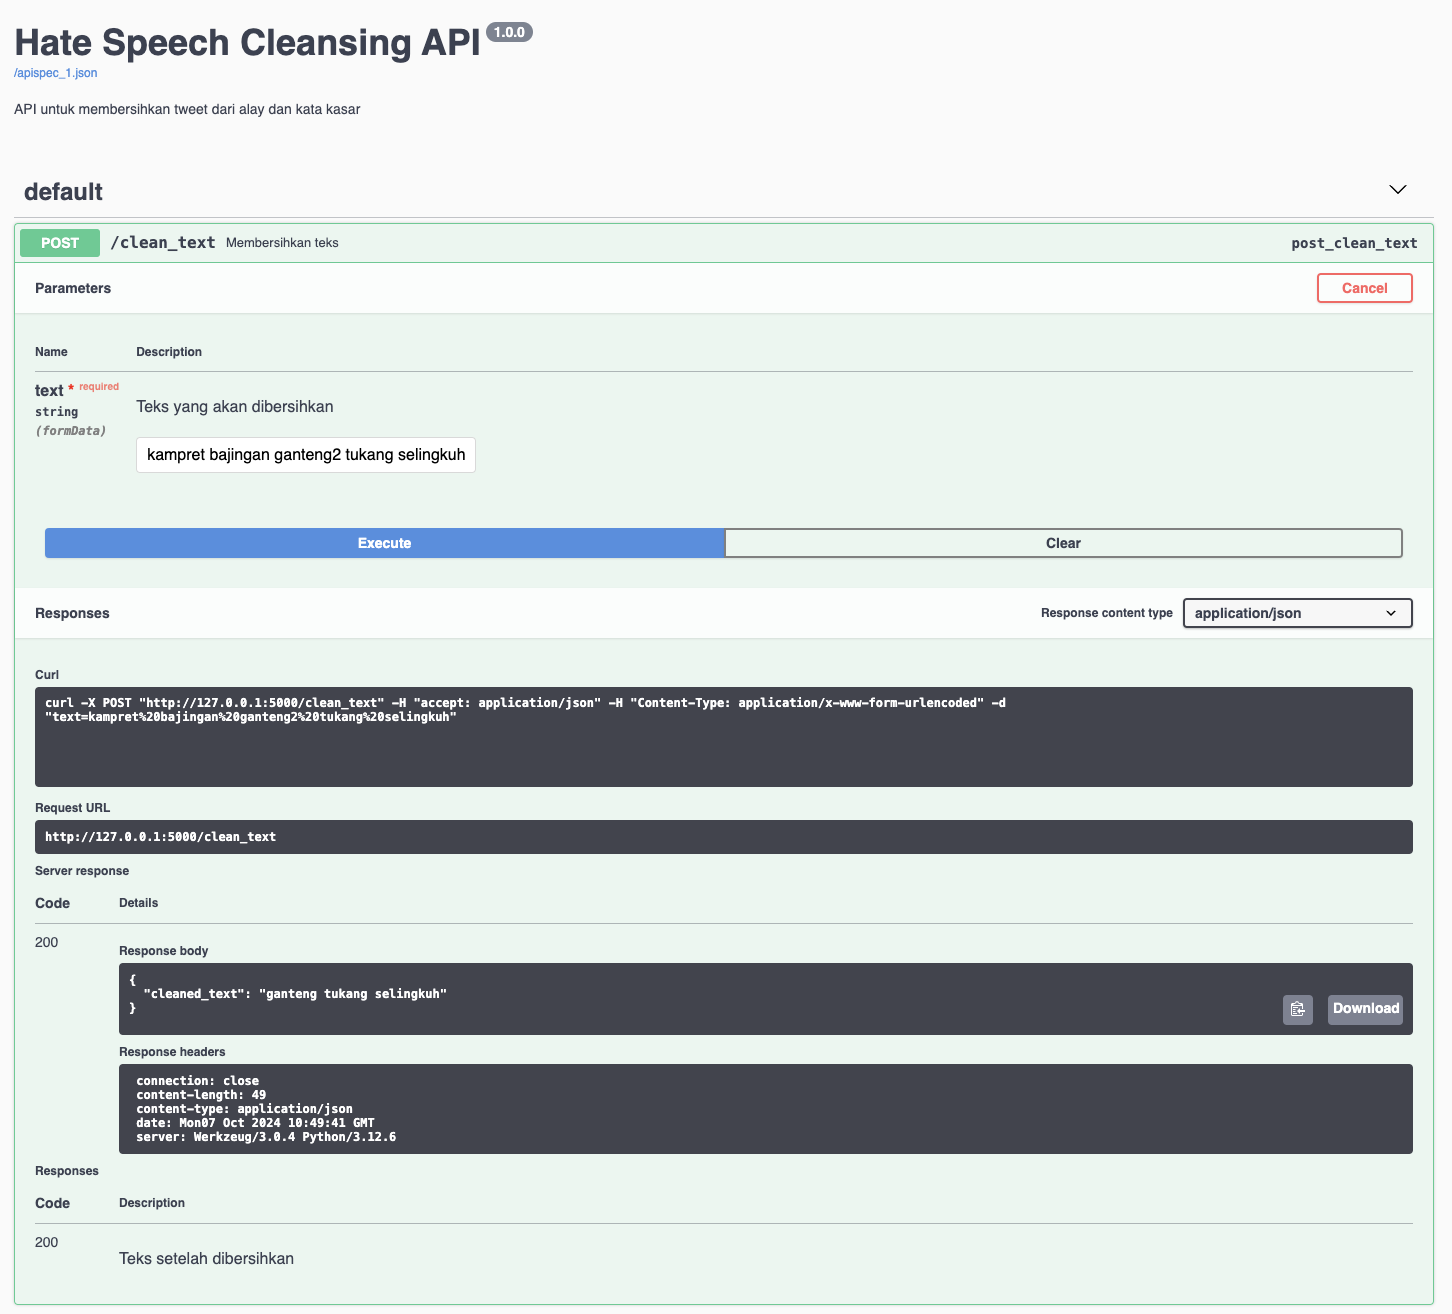 Hate Speech Cleansing API 1.0.0
/apispec_1.json
API untuk membersihkan tweet dari alay dan kata kasar
default
POST /clean_text Membersihkan teks post_clean_text
Parameters Cancel
Name Description
text * required
string
(formData)
Teks yang akan dibersihkan
kampret bajingan ganteng2 tukang selingkuh
Execute Clear
Responses Response content type application/json
Curl
curl -X POST "http://127.0.0.1:5000/clean_text" -H "accept: application/json" -H "Content-Type: application/x-www-form-urlencoded" -d
"text=kampret%20bajingan%20ganteng2%20tukang%20selingkuh"
Request URL
http://127.0.0.1:5000/clean_text
Server response
Code Details
200
Response body
{
"cleaned_text": "ganteng tukang selingkuh"
}
Download
Response headers
connection: close
content-length: 49
content-type: application/json
date: Mon07 Oct 2024 10:49:41 GMT
server: Werkzeug/3.0.4 Python/3.12.6
Responses
Code Description
200
Teks setelah dibersihkan